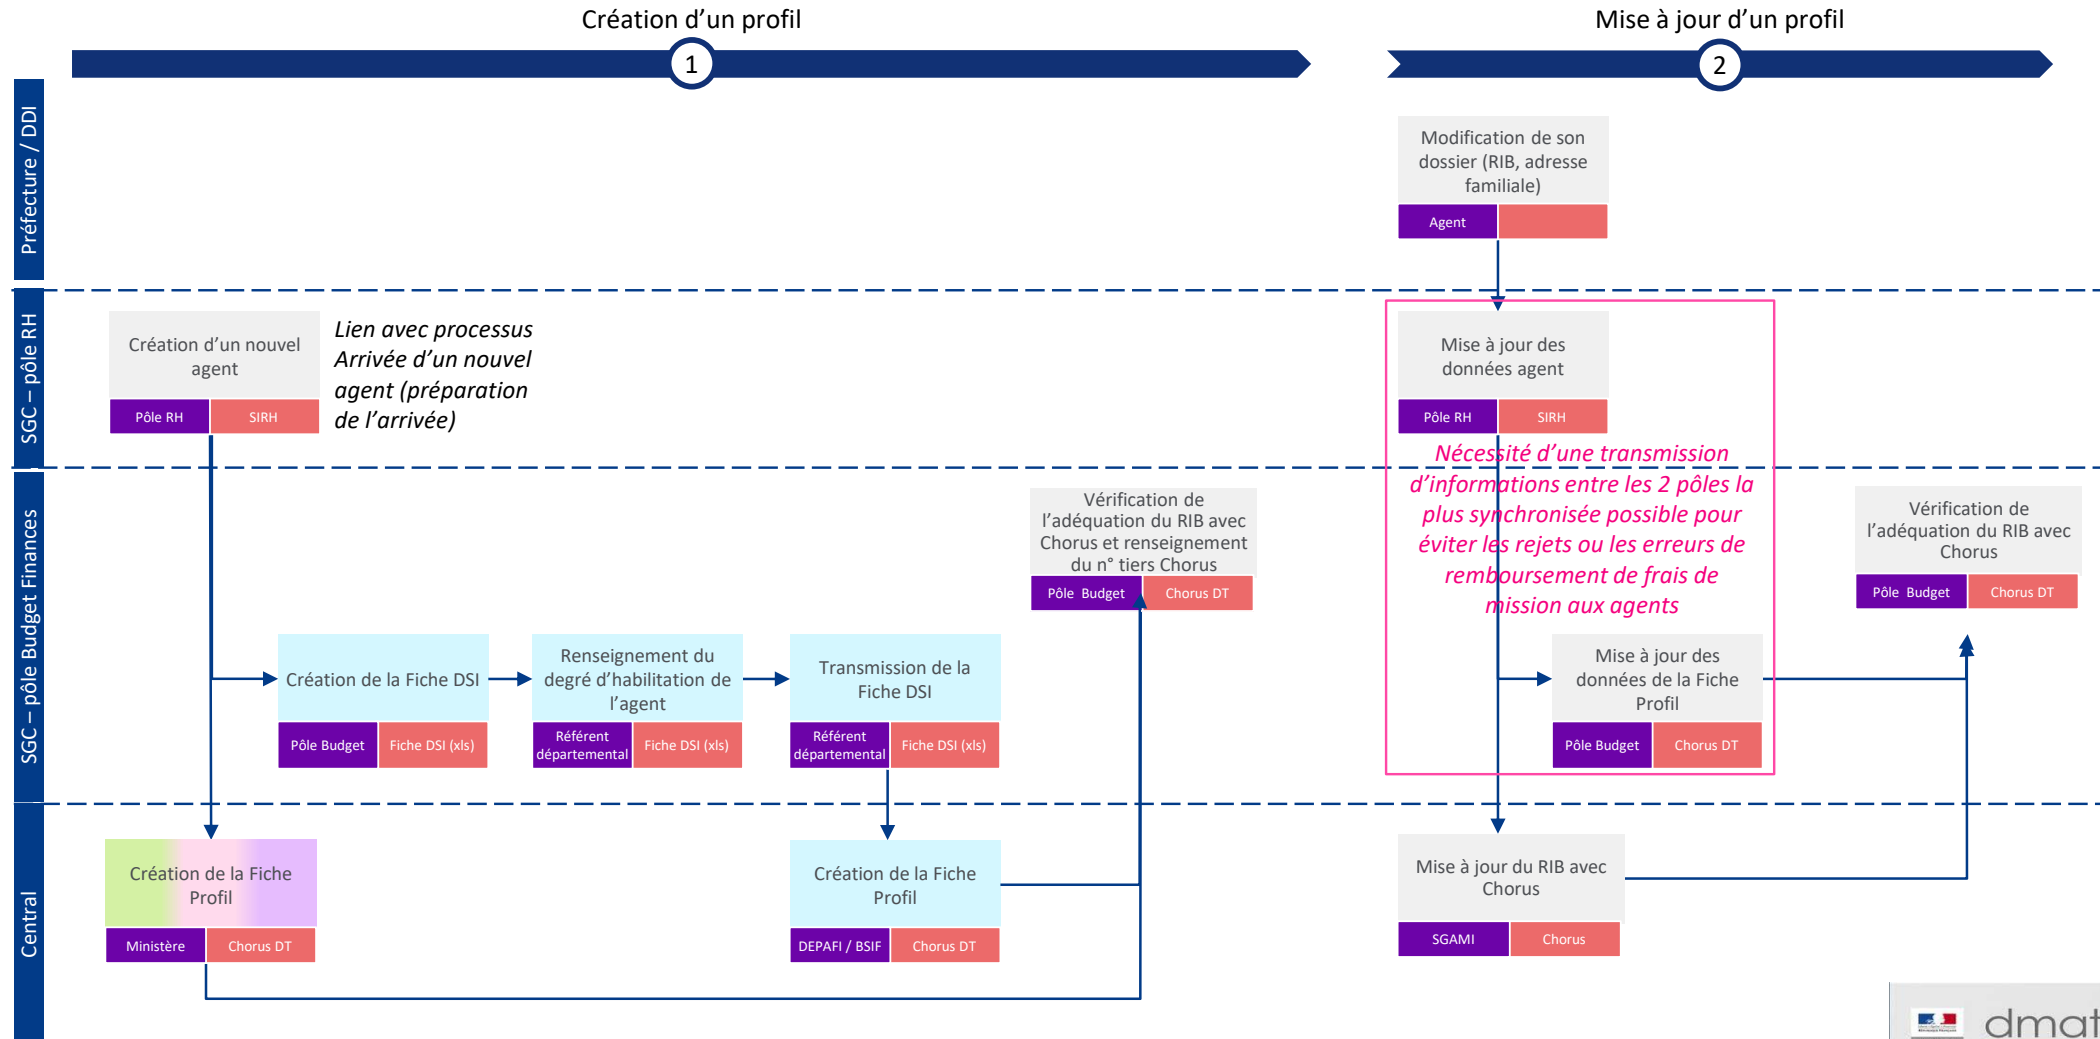 Création d’un profil
Mise à jour d’un profil
1
2
Préfecture / DDI
Modification de son
dossier (RIB, adresse
familiale)
Agent
SGC – pôle RH
Création d’un nouvel
agent
Pôle RH
SIRH
Lien avec processus
Arrivée d’un nouvel
agent (préparation
de l’arrivée)
Mise à jour des
données agent
Pôle RH
SIRH
Nécessité d’une transmission
d’informations entre les 2 pôles la
plus synchronisée possible pour
éviter les rejets ou les erreurs de
remboursement de frais de
mission aux agents
SGC – pôle Budget Finances
Vérification de
l’adéquation du RIB avec
Chorus et renseignement
du n° tiers Chorus
Pôle Budget
Chorus DT
Vérification de
l’adéquation du RIB avec
Chorus
Pôle Budget
Chorus DT
Création de la Fiche DSI
Pôle Budget
Fiche DSI (xls)
Renseignement du
degré d’habilitation de
l’agent
Référent
départemental
Fiche DSI (xls)
Transmission de la
Fiche DSI
Référent
départemental
Fiche DSI (xls)
Mise à jour des
données de la Fiche
Profil
Pôle Budget
Chorus DT
Central
Création de la Fiche
Profil
Ministère
Chorus DT
Création de la Fiche
Profil
DEPAFI / BSIF
Chorus DT
Mise à jour du RIB avec
Chorus
SGAMI
Chorus
dmat